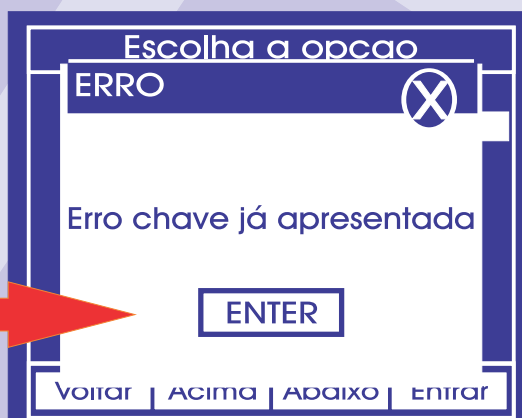 Escolha a opcao
ERRO
X
Erro chave já apresentada
ENTER
Voltar Acima Abaixo Entrar